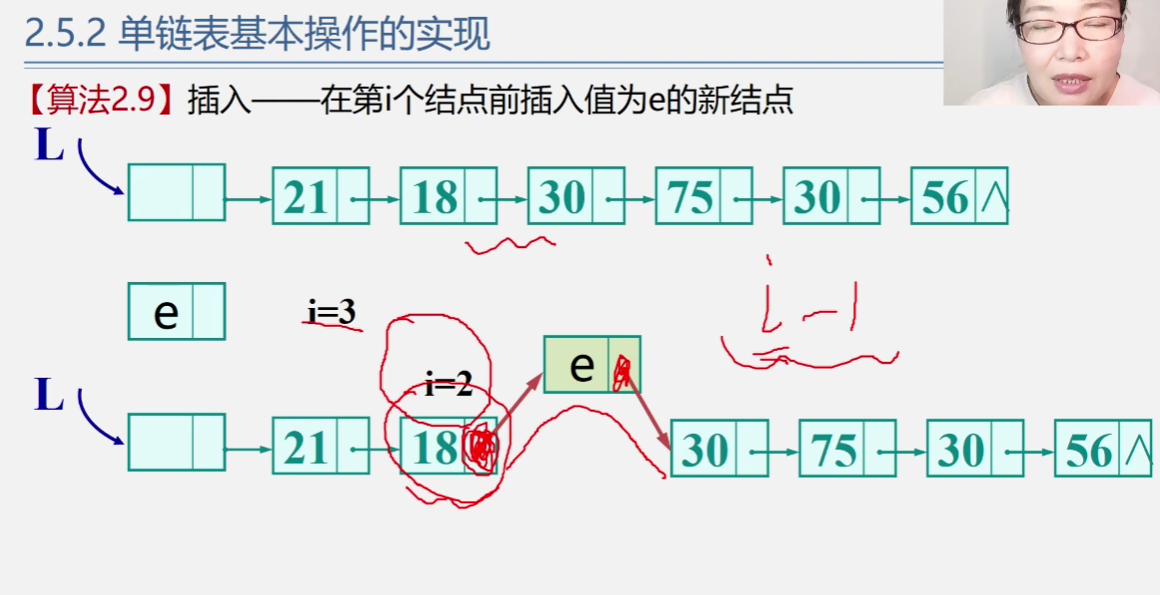 2.5.2 单链表基本操作的实现
【算法2.9】插入——在第i个结点前插入值为e的新结点
L
21 18 30 75 30 56 ∧
i-1
e i=3
e
i=2
L
21 18 30 75 30 56 ∧